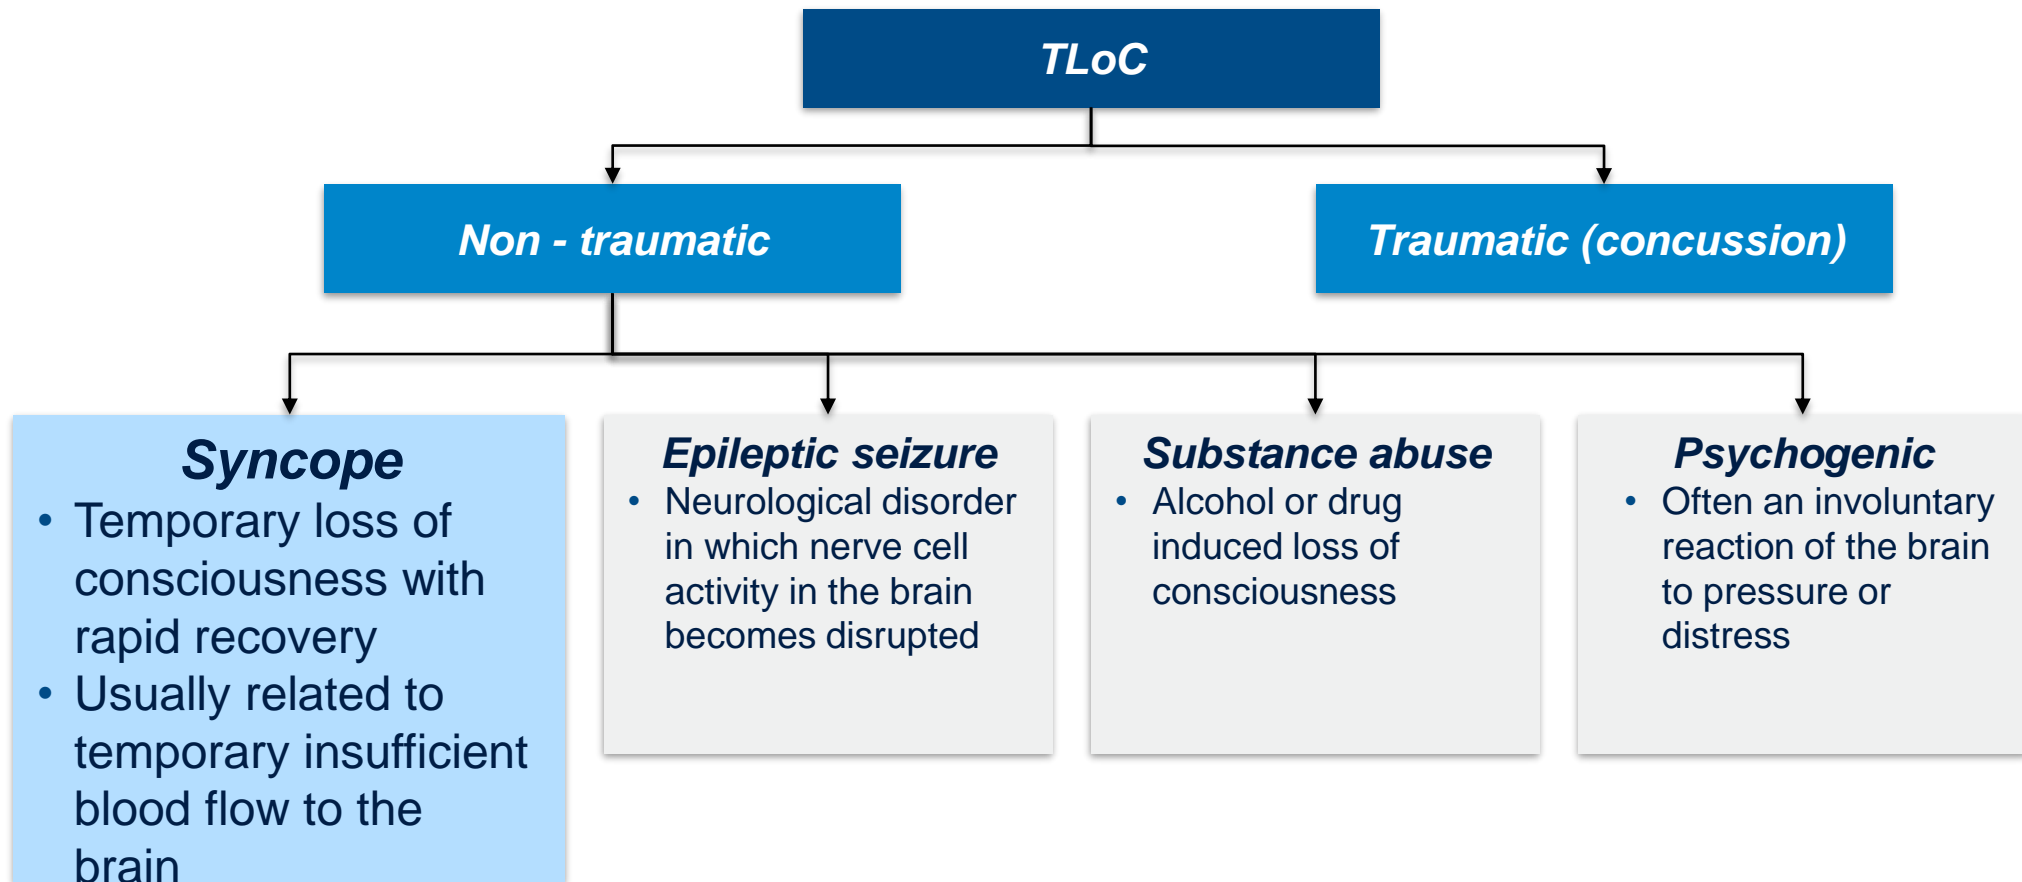 TLoC
Non - traumatic
Traumatic (concussion)
Syncope
• Temporary loss of
consciousness with
rapid recovery
• Usually related to
temporary insufficient
blood flow to the
brain
Epileptic seizure
• Neurological disorder
in which nerve cell
activity in the brain
becomes disrupted
Substance abuse
• Alcohol or drug
induced loss of
consciousness
Psychogenic
• Often an involuntary
reaction of the brain
to pressure or
distress